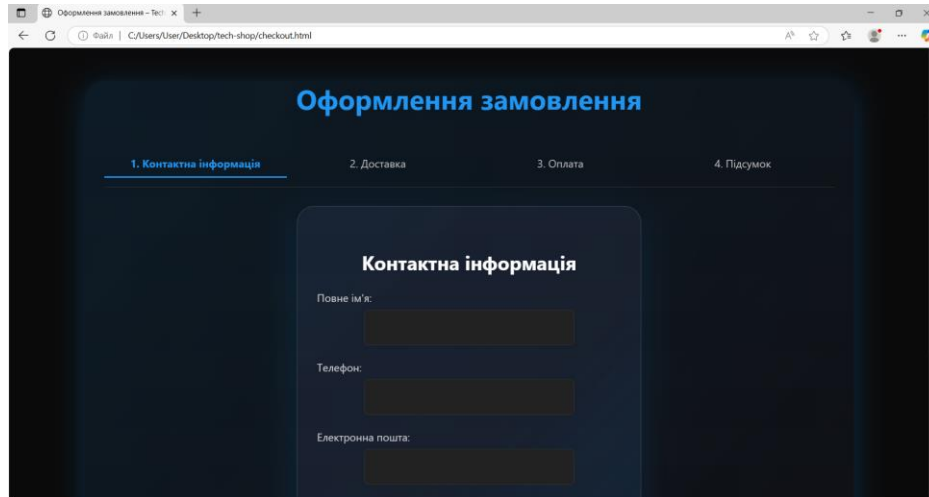 Оформлення замовлення – Tec
Файл | C:/Users/User/Desktop/tech-shop/checkout.html
Оформлення замовлення
1. Контактна інформація 2. Доставка 3. Оплата 4. Підсумок
Контактна інформація
Повне ім'я:
Телефон:
Електронна пошта: